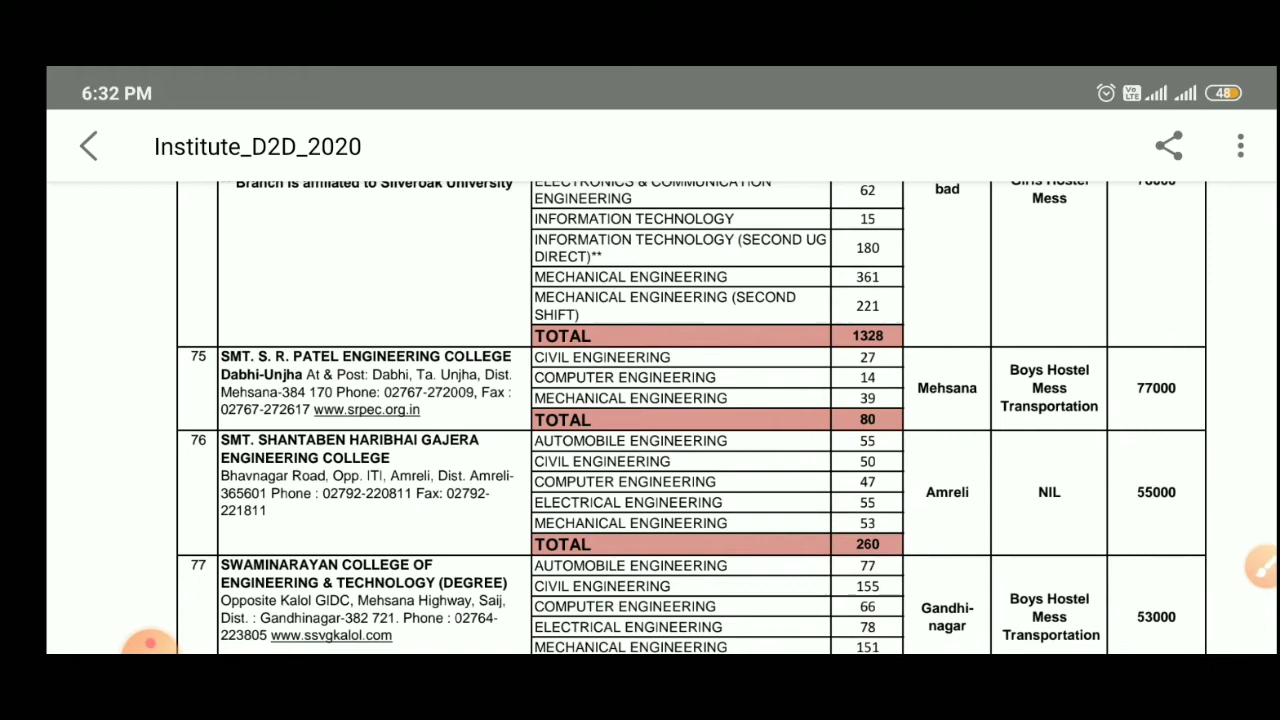 6:32 PM
Vo LTE
48
Institute_D2D_2020
Branch is affiliated to Silveroak University
ELECTRONICS & COMMUNICATION
ENGINEERING
62
bad
Girls Hostel
Mess
INFORMATION TECHNOLOGY
15
INFORMATION TECHNOLOGY (SECOND UG
DIRECT)**
180
MECHANICAL ENGINEERING
361
MECHANICAL ENGINEERING (SECOND
SHIFT)
221
TOTAL
1328
75
SMT. S. R. PATEL ENGINEERING COLLEGE
Dabhi-Unjha At & Post: Dabhi, Ta. Unjha, Dist.
Mehsana-384 170 Phone: 02767-272009, Fax :
02767-272617 www.srpec.org.in
CIVIL ENGINEERING
27
COMPUTER ENGINEERING
14
MECHANICAL ENGINEERING
39
TOTAL
80
Mehsana
Boys Hostel
Mess
Transportation
77000
76
SMT. SHANTABEN HARIBHAI GAJERA
ENGINEERING COLLEGE
Bhavnagar Road, Opp. ITI, Amreli, Dist. Amreli-
365601 Phone : 02792-220811 Fax: 02792-
221811
AUTOMOBILE ENGINEERING
55
CIVIL ENGINEERING
50
COMPUTER ENGINEERING
47
ELECTRICAL ENGINEERING
55
MECHANICAL ENGINEERING
53
TOTAL
260
Amreli
NIL
55000
77
SWAMINARAYAN COLLEGE OF
ENGINEERING & TECHNOLOGY (DEGREE)
Opposite Kalol GIDC, Mehsana Highway, Saij,
Dist. : Gandhinagar-382 721. Phone : 02764-
223805 www.ssvgkalol.com
AUTOMOBILE ENGINEERING
77
CIVIL ENGINEERING
155
COMPUTER ENGINEERING
66
ELECTRICAL ENGINEERING
78
MECHANICAL ENGINEERING
151
Gandhi-
nagar
Boys Hostel
Mess
Transportation
53000